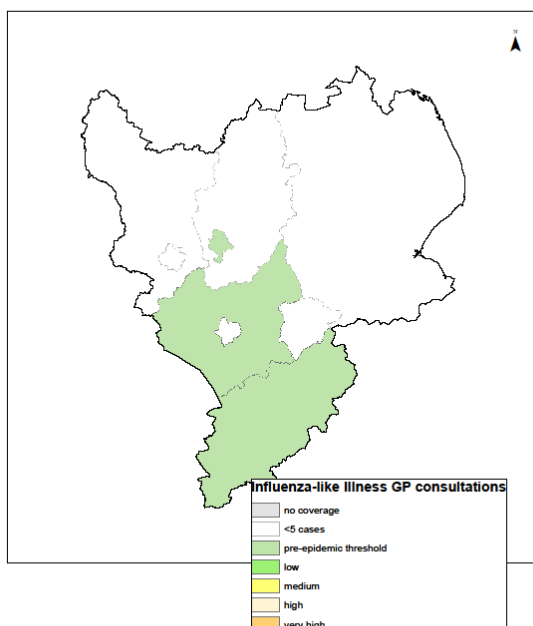 N
Influenza-like Illness GP consultations
no coverage
<5 cases
pre-epidemic threshold
low
medium
high
very high